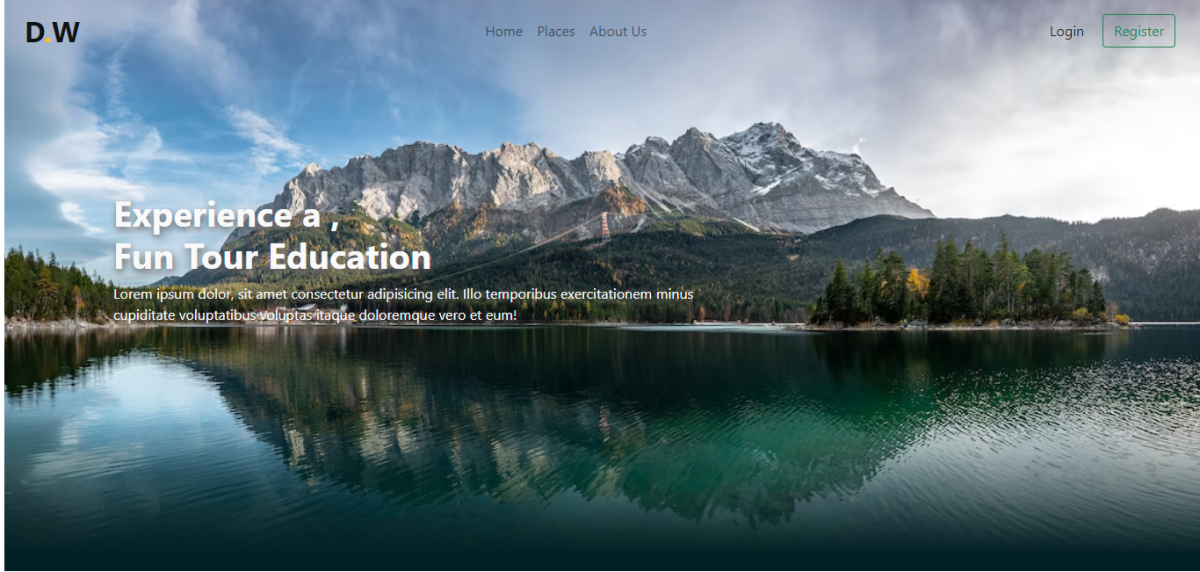 D.W
Home Places About Us
Login Register
Experience a ,
Fun Tour Education
Lorem ipsum dolor, sit amet consectetur adipisicing elit. Illo temporibus exercitationem minus
cupiditate voluptatibus voluptas itaque doloremque vero et eum!